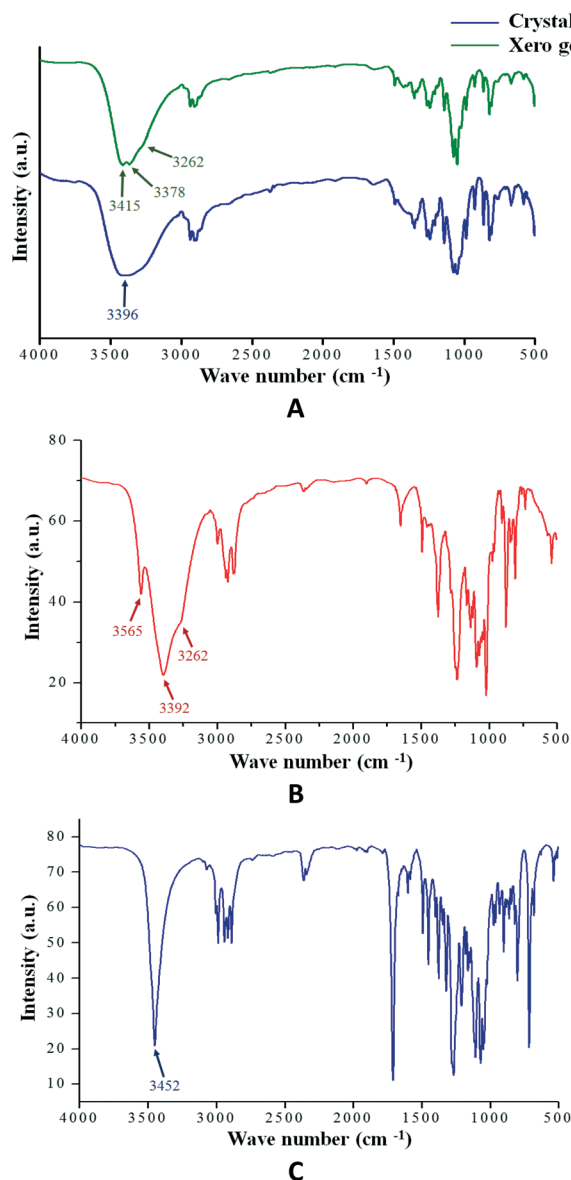 Crystal
Xero ge
3262
3415
3378
3396
Intensity (a.u.)
4000 3500 3000 2500 2000 1500 1000 500
Wave number (cm -1)
A
80
60
40
20
Intensity (a.u.)
3565
3262
3392
4000 3500 3000 2500 2000 1500 1000 500
Wave number (cm -1)
B
80
70
60
50
40
30
20
10
Intensity (a.u.)
3452
4000 3500 3000 2500 2000 1500 1000 500
Wave number (cm -1)
C